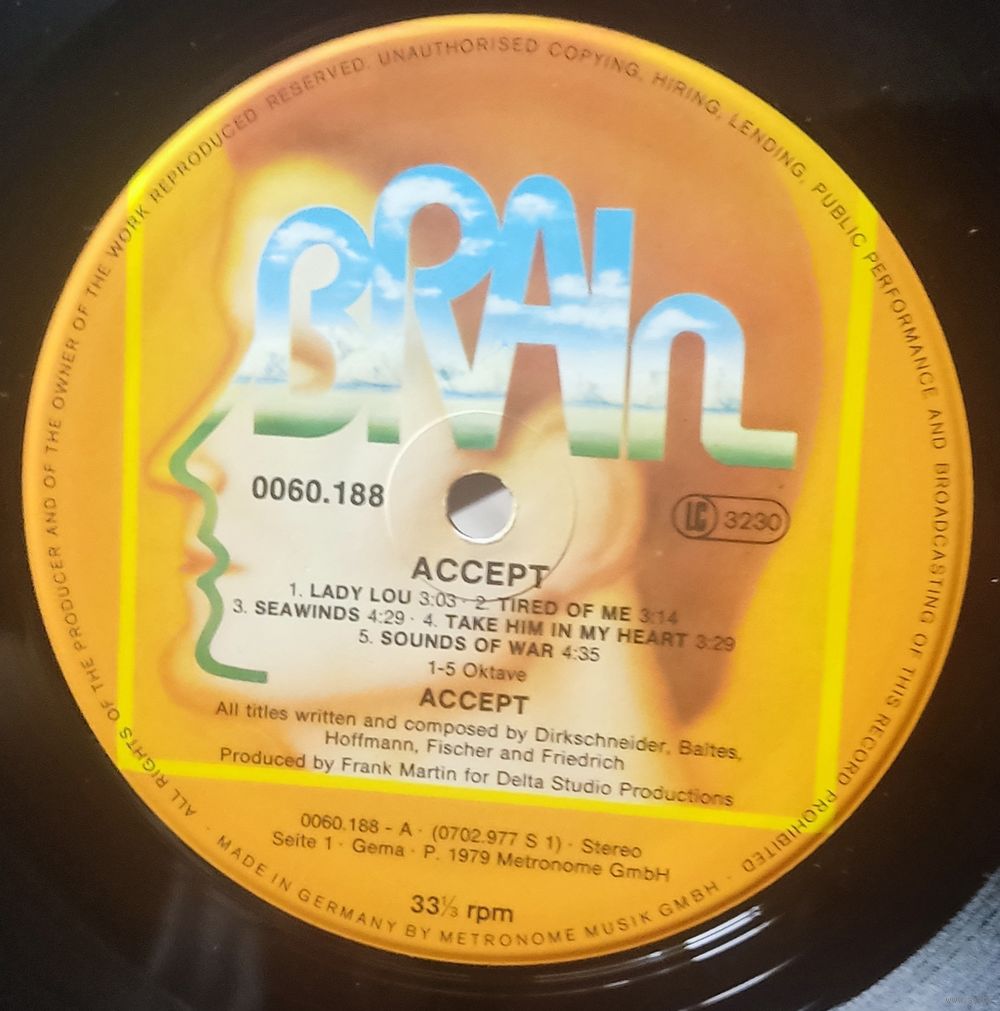 ALL RIGHTS OF THE PRODUCER AND OF THE OWNER OF THE WORK REPRODUCED RESERVED. UNAUTHORISED COPYING, HIRING, LENDING, PUBLIC PERFORMANCE AND BROADCASTING OF THIS RECORD PROHIBITED ·
BRAIN
0060.188
LC 3230
ACCEPT
1. LADY LOU 3:03 · 2. TIRED OF ME 3:14
3. SEAWINDS 4:29 · 4. TAKE HIM IN MY HEART 3:29
5. SOUNDS OF WAR 4:35
1-5 Oktave
ACCEPT
All titles written and composed by Dirkschneider, Baltes,
Hoffmann, Fischer and Friedrich
Produced by Frank Martin for Delta Studio Productions
0060.188 - A · (0702.977 S 1) · Stereo
Seite 1 · Gema · P. 1979 Metronome GmbH
33⅓ rpm
· MADE IN GERMANY BY METRONOME MUSIK GMBH ·